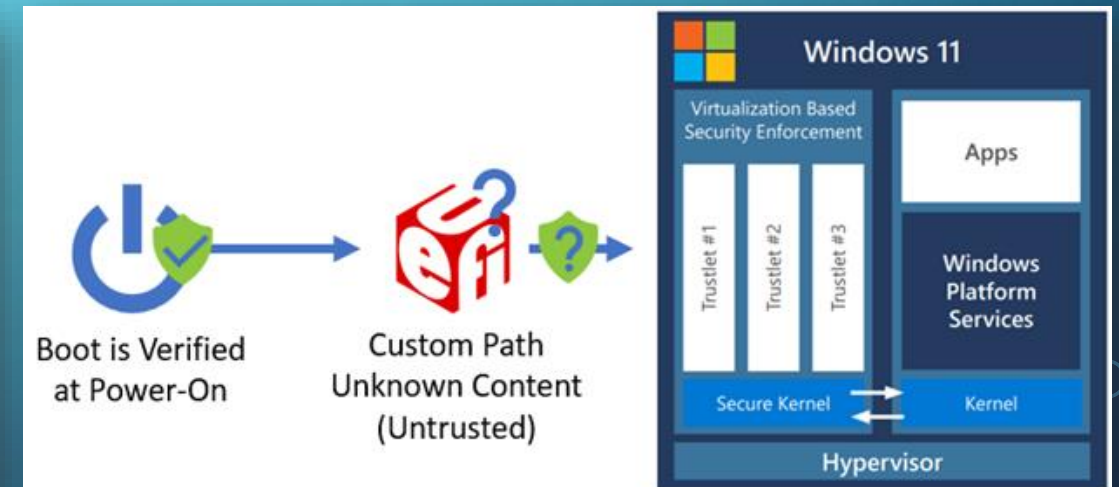 Boot is Verified
at Power-On
UEFI
?
?
Custom Path
Unknown Content
(Untrusted)
Windows 11
Virtualization Based
Security Enforcement
Trustlet #1
Trustlet #2
Trustlet #3
Secure Kernel
Apps
Windows
Platform
Services
Kernel
Hypervisor